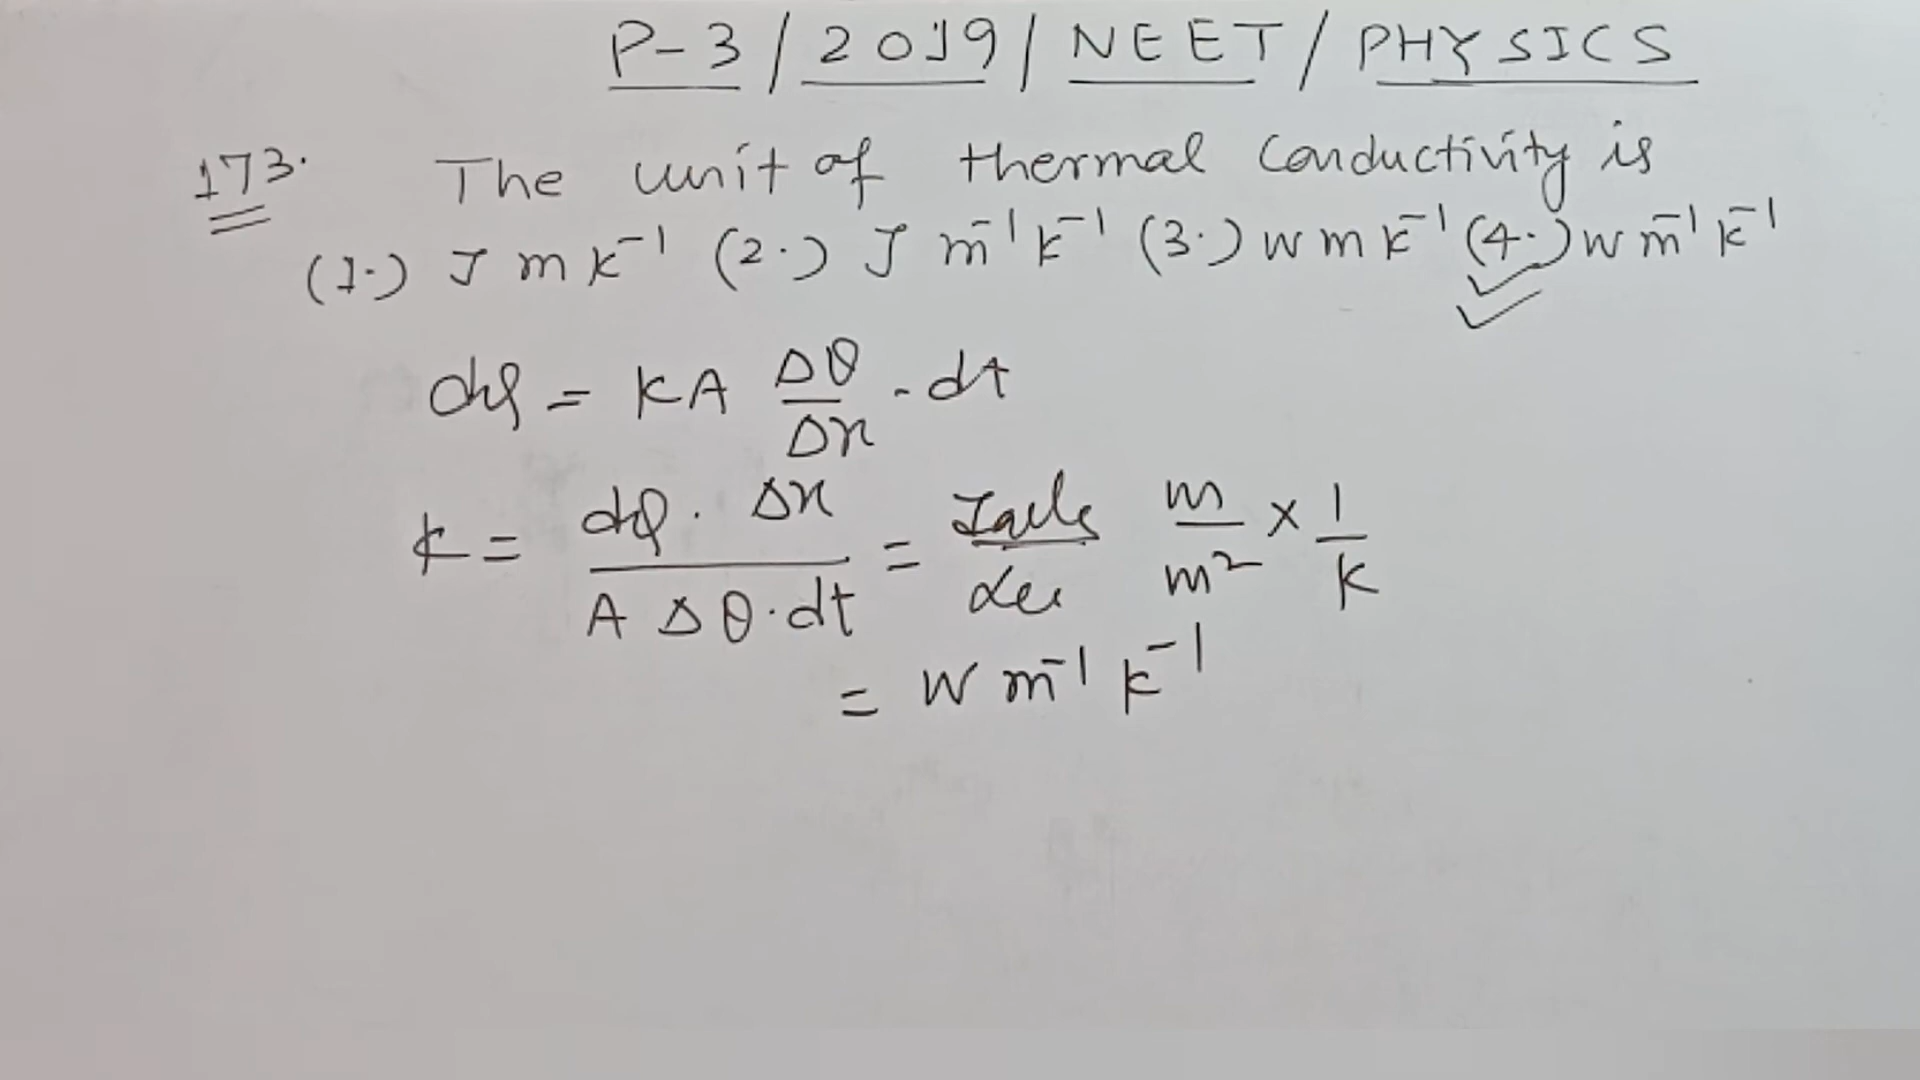 P-3/2019/NEET/PHYSICS
173. The unit of thermal conductivity is
(1.) J m K⁻¹ (2.) J m⁻¹ K⁻¹ (3.) W m K⁻¹ (4.) W m⁻¹ K⁻¹
dQ = KA Δθ/Δx . dt
K = dQ . Δx / A Δθ . dt = Joule/Sec m/m² × 1/K
= W m⁻¹ K⁻¹